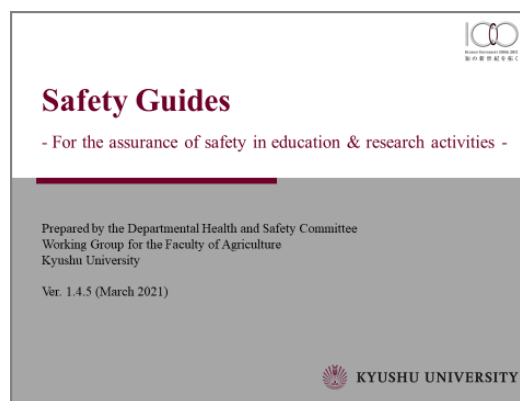 Safety Guides
- For the assurance of safety in education & research activities -
Prepared by the Departmental Health and Safety Committee
Working Group for the Faculty of Agriculture
Kyushu University
Ver. 1.4.5 (March 2021)
KYUSHU UNIVERSITY